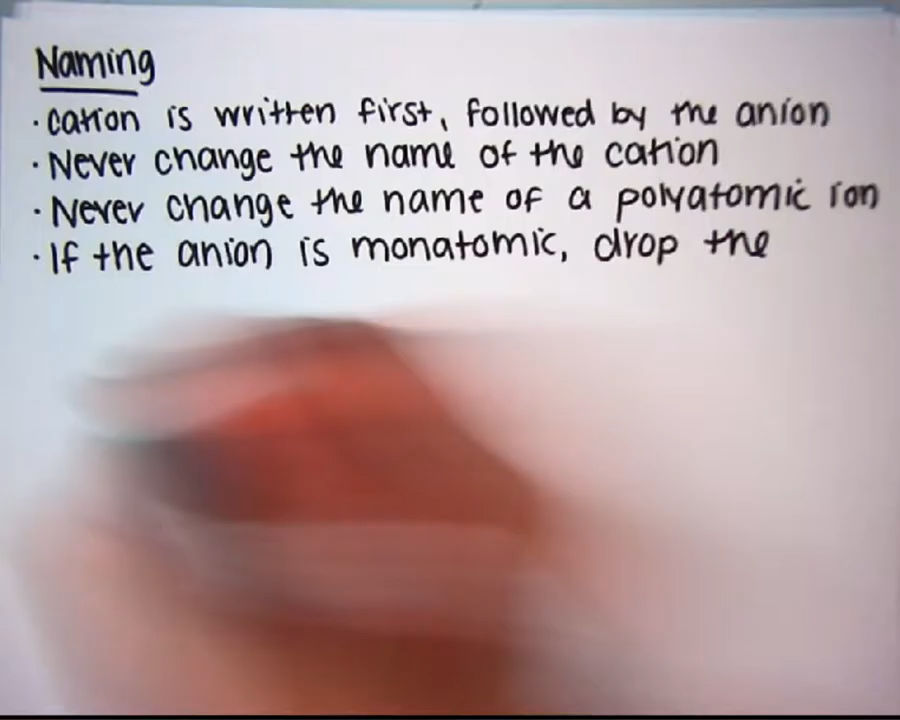 Naming
· cation is written first, followed by the anion
· Never change the name of the cation
· Never change the name of a polyatomic ion
· If the anion is monatomic, drop the